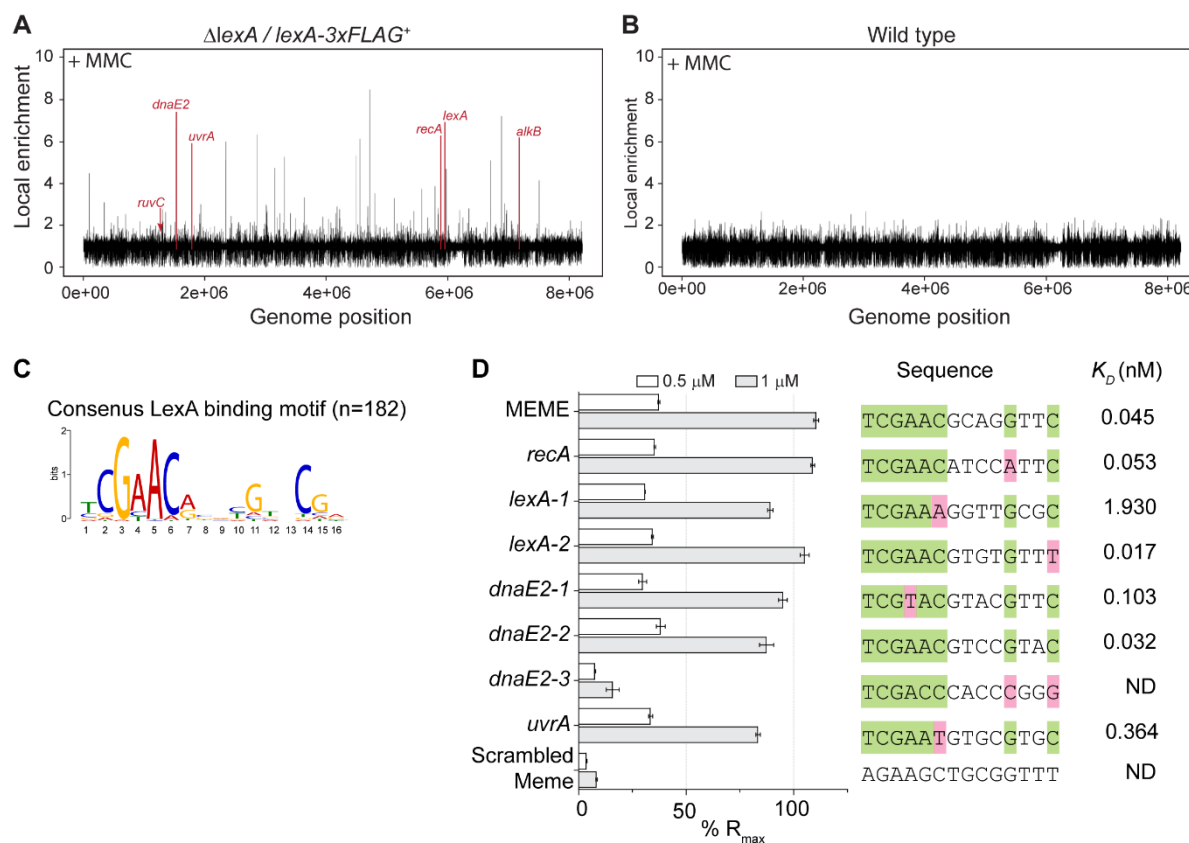 A
ΔlexA / lexA-3xFLAG⁺
+ MMC
Local enrichment
10
8
6
4
2
0
dnaE2
uvrA
ruvC
recA
lexA
alkB
0e+00 2e+06 4e+06 6e+06 8e+06
Genome position
B
Wild type
+ MMC
Local enrichment
10
8
6
4
2
0
0e+00 2e+06 4e+06 6e+06 8e+06
Genome position
C
Consenus LexA binding motif (n=182)
bits
2
1
0
1 2 3 4 5 6 7 8 9 10 11 12 13 14 15 16
D
0.5 μM 1 μM Sequence K_D (nM)
MEME TCGAACGCAGGTTC 0.045
recA TCGAACATCCATTC 0.053
lexA-1 TCGAAAGGTTGCGC 1.930
lexA-2 TCGAACGTGTGTTT 0.017
dnaE2-1 TCGTACGTACGTTC 0.103
dnaE2-2 TCGAACGTCCGTAC 0.032
dnaE2-3 TCGACCCACCCGGG ND
uvrA TCGAATGTGCGTGC 0.364
Scrambled
Meme AGAAGCTGCGGTTT ND
0 50 100
% R_max